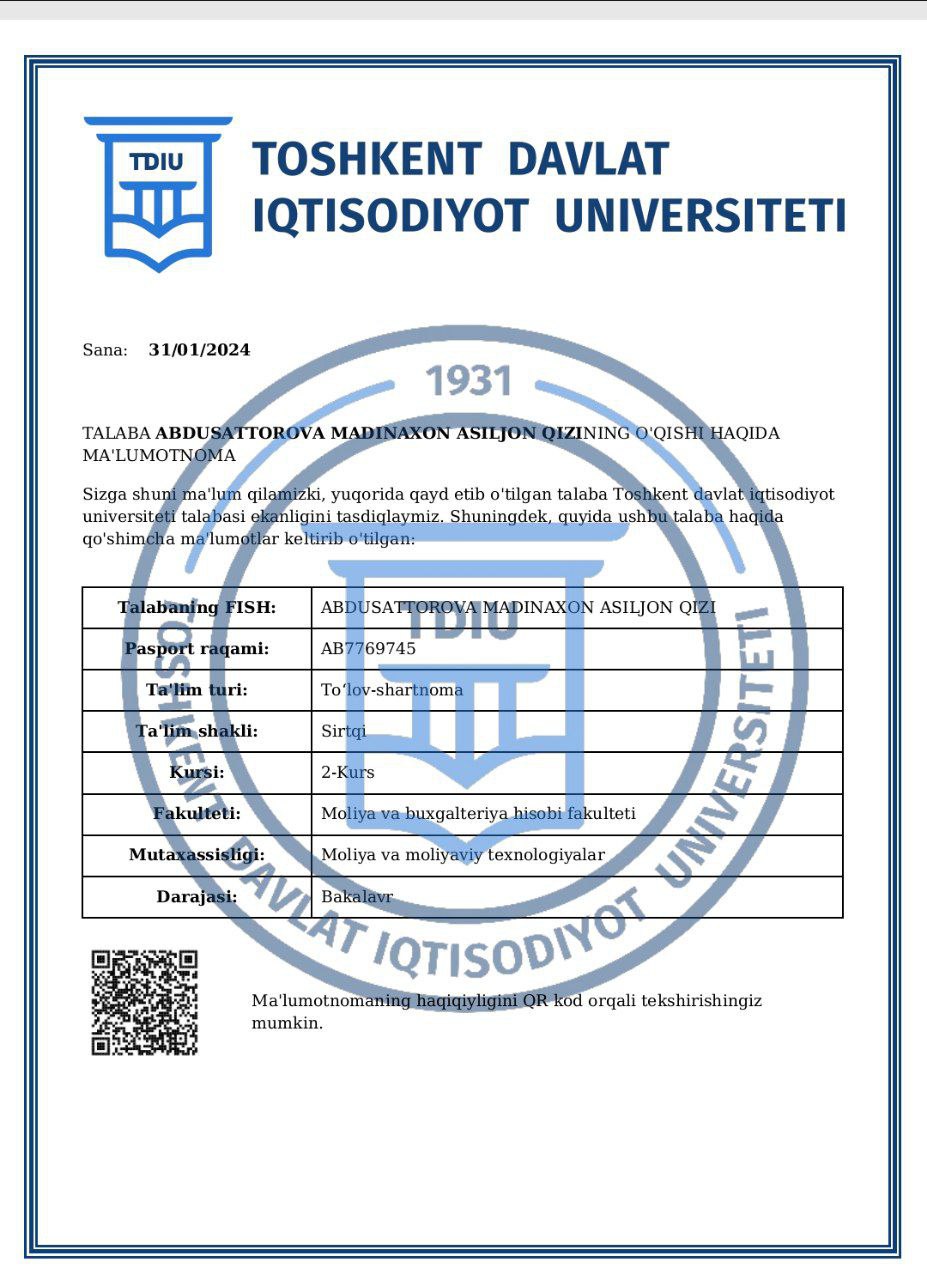 TDIU
TOSHKENT DAVLAT
IQTISODIYOT UNIVERSITETI
Sana: 31/01/2024
1931
TALABA ABDUSATTOROVA MADINAXON ASILJON QIZINING O'QISHI HAQIDA
MA'LUMOTNOMA
Sizga shuni ma'lum qilamizki, yuqorida qayd etib o'tilgan talaba Toshkent davlat iqtisodiyot
universiteti talabasi ekanligini tasdiqlaymiz. Shuningdek, quyida ushbu talaba haqida
qo'shimcha ma'lumotlar keltirib o'tilgan:
Talabaning FISH: ABDUSATTOROVA MADINAXON ASILJON QIZI
TDIU
Pasport raqami: AB7769745
Ta'lim turi: To‘lov-shartnoma
Ta'lim shakli: Sirtqi
Kursi: 2-Kurs
Fakulteti: Moliya va buxgalteriya hisobi fakulteti
Mutaxassisligi: Moliya va moliyaviy texnologiyalar
Darajasi: Bakalavr
TOSHKENT DAVLAT IQTISODIYOT UNIVERSITETI
Ma'lumotnomaning haqiqiyligini QR kod orqali tekshirishingiz
mumkin.